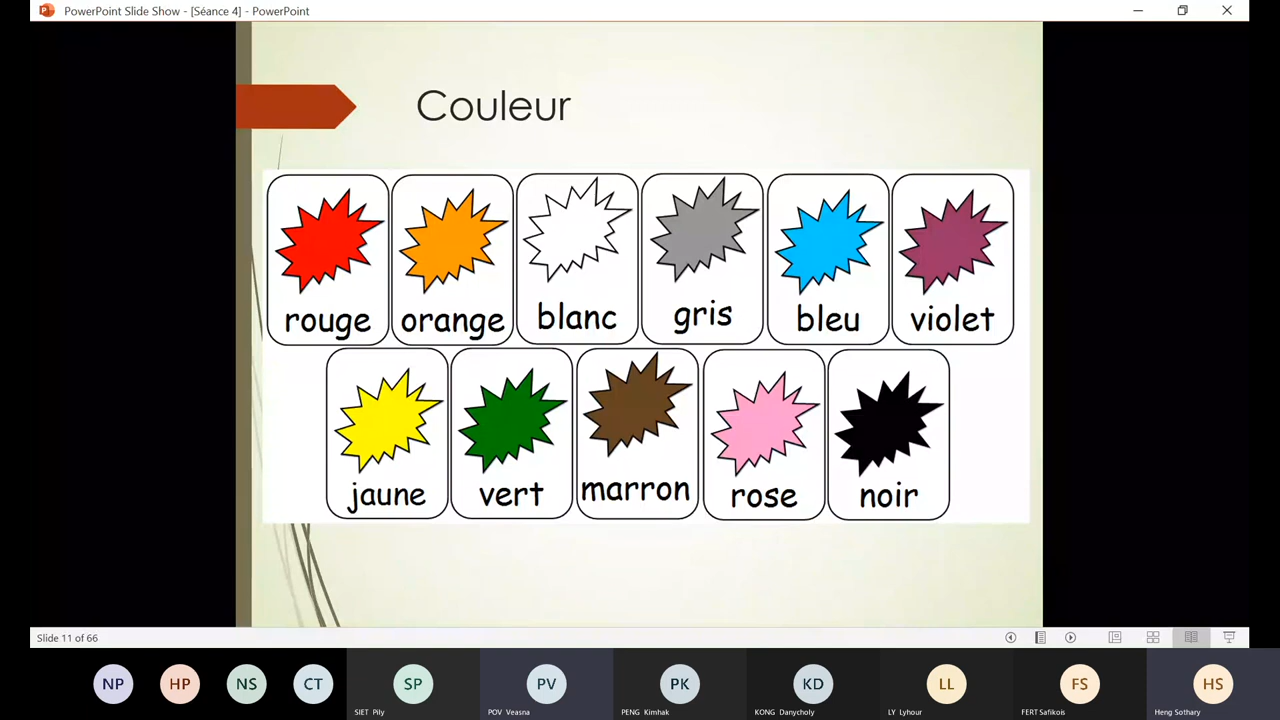 PowerPoint Slide Show - [Séance 4] - PowerPoint
Couleur
rouge orange blanc gris bleu violet
jaune vert marron rose noir
Slide 11 of 66
NP HP NS CT SP PV PK KD LL FS HS
SIET Pily POV Veasna PENG Kimhak KONG Danycholy LY Lyhour FERT Safikois Heng Sothary